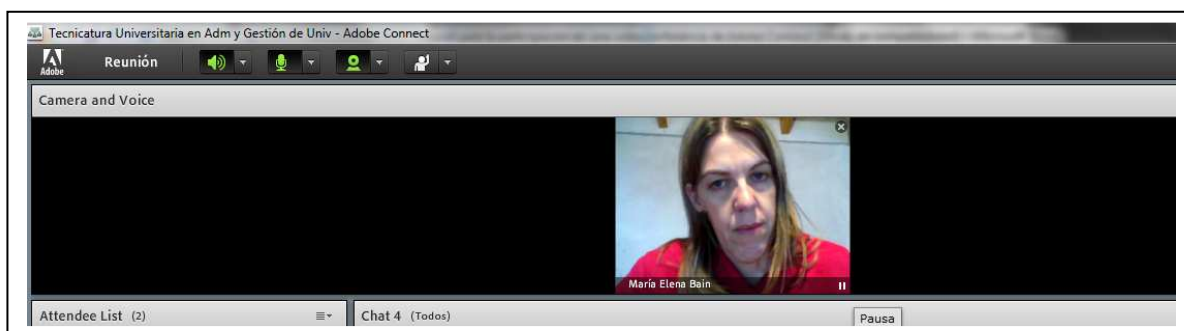 Tecnicatura Universitaria en Adm y Gestión de Univ - Adobe Connect
Adobe Reunión
Camera and Voice
María Elena Bain
Attendee List (2) Chat 4 (Todos)
Pausa